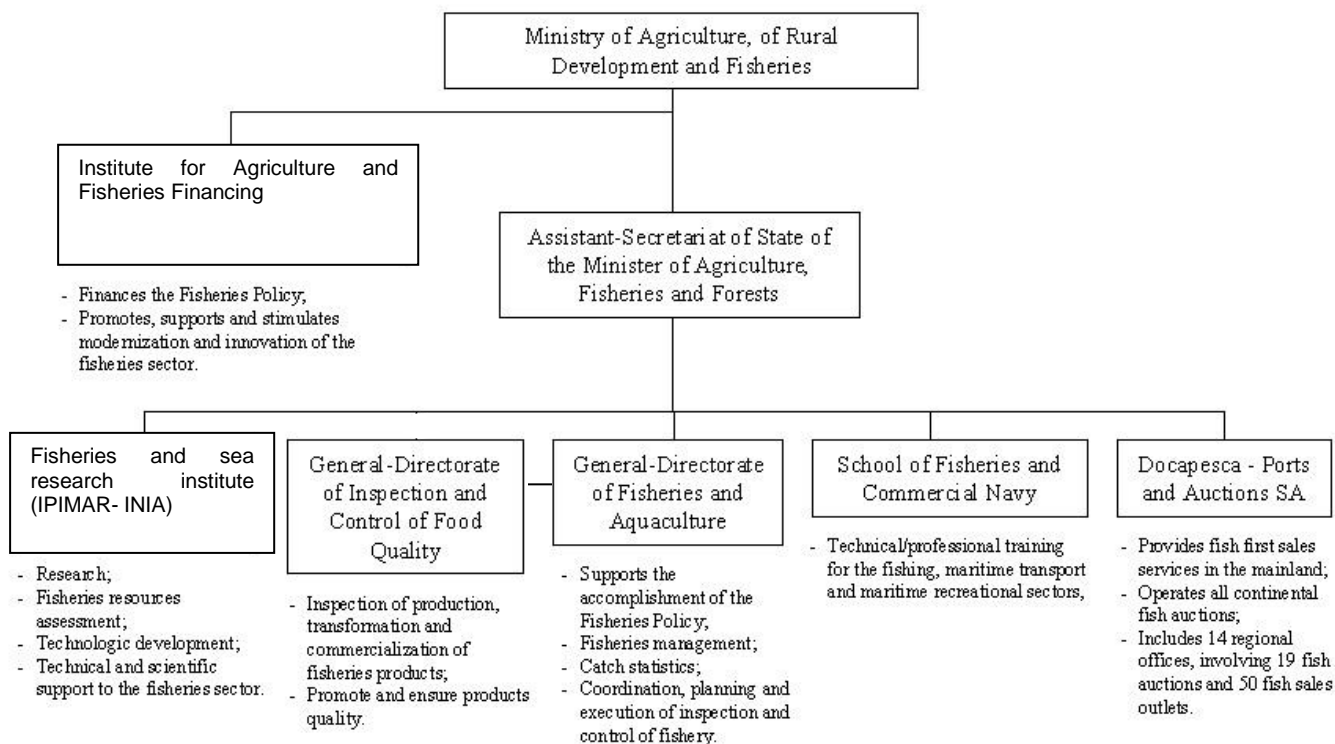 Ministry of Agriculture, of Rural
Development and Fisheries
Institute for Agriculture and
Fisheries Financing
Assistant-Secretariat of State of
the Minister of Agriculture,
Fisheries and Forests
- Finances the Fisheries Policy;
- Promotes, supports and stimulates
modernization and innovation of the
fisheries sector.
Fisheries and sea
research institute
(IPIMAR- INIA)
- Research;
- Fisheries resources
assessment;
- Technologic development;
- Technical and scientific
support to the fisheries sector.
General-Directorate
of Inspection and
Control of Food
Quality
- Inspection of production,
transformation and
commercialization of
fisheries products;
- Promote and ensure products
quality.
General-Directorate
of Fisheries and
Aquaculture
- Supports the
accomplishment of the
Fisheries Policy;
- Fisheries management;
- Catch statistics;
- Coordination, planning and
execution of inspection and
control of fishery.
School of Fisheries and
Commercial Navy
- Technical/professional training
for the fishing, maritime transport
and maritime recreational sectors,
Docapesca - Ports
and Auctions SA
- Provides fish first sales
services in the mainland;
- Operates all continental
fish auctions;
- Includes 14 regional
offices, involving 19 fish
auctions and 50 fish sales
outlets.